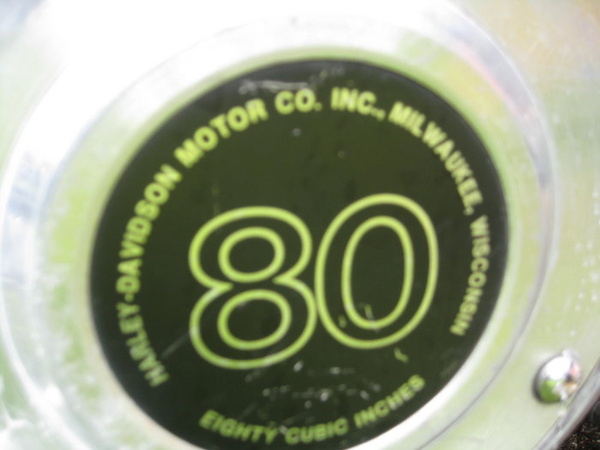 HARLEY-DAVIDSON MOTOR CO. INC., MILWAUKEE, WISCONSIN
80
EIGHTY CUBIC INCHES